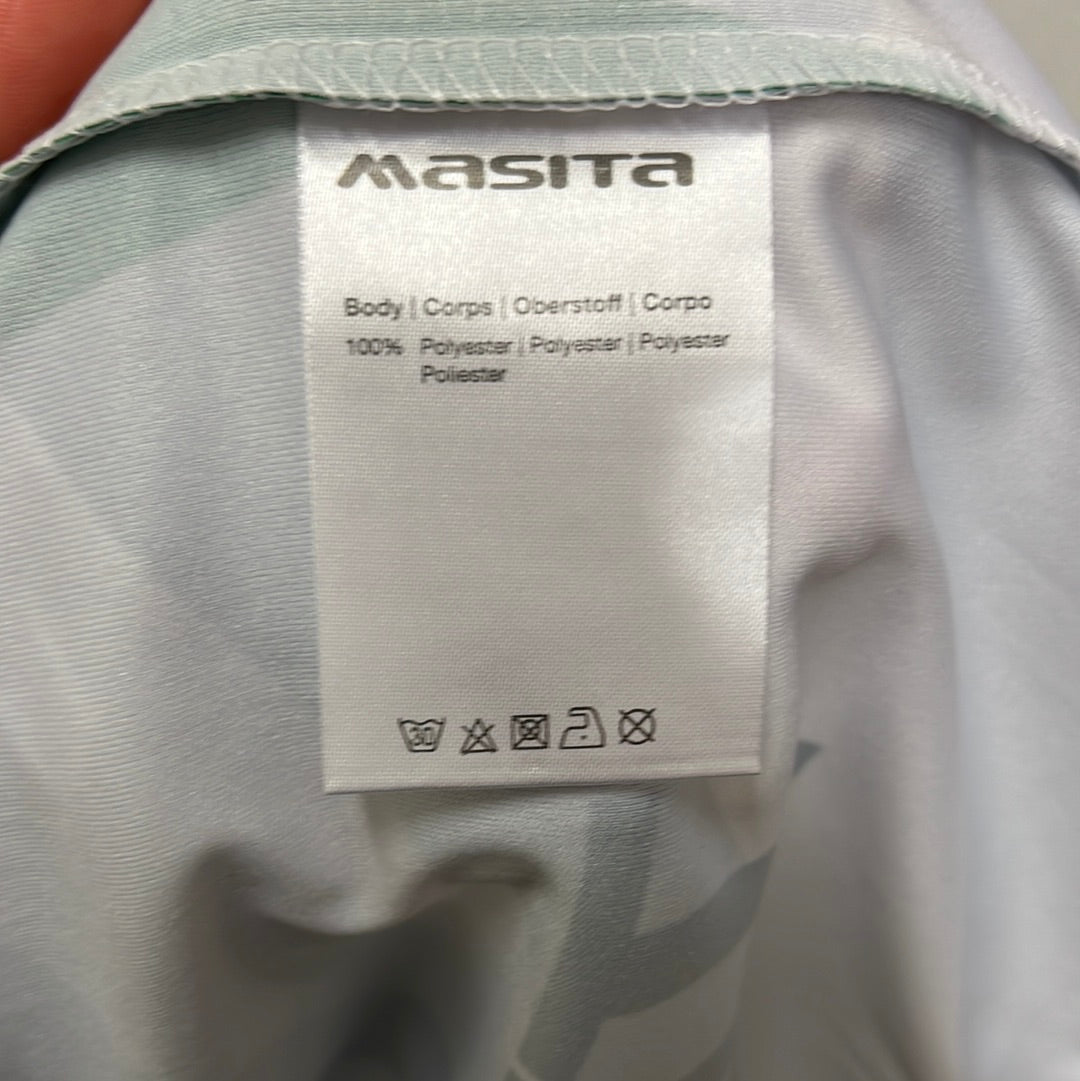 masita
Body | Corps | Oberstoff | Corpo
100% Polyester | Polyester | Polyester
Poliester
30